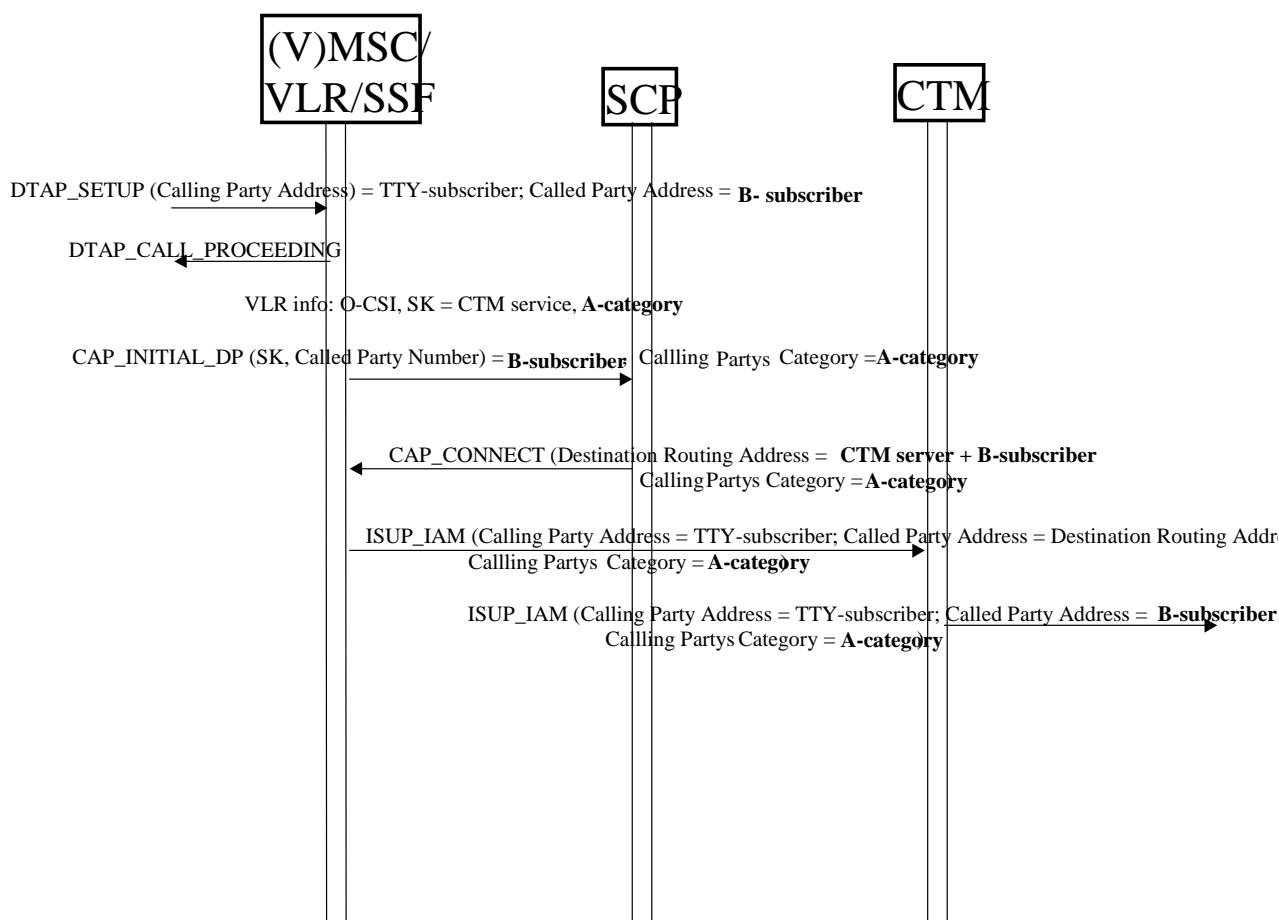 (V)MSC/
VLR/SSF
SCP
CTM
DTAP_SETUP (Calling Party Address) = TTY-subscriber; Called Party Address = B- subscriber
DTAP_CALL_PROCEEDING
VLR info: O-CSI, SK = CTM service, A-category
CAP_INITIAL_DP (SK, Called Party Number) = B-subscriber, Callling Partys Category =A-category
CAP_CONNECT (Destination Routing Address = CTM server + B-subscriber
Calling Partys Category =A-category)
ISUP_IAM (Calling Party Address = TTY-subscriber; Called Party Address = Destination Routing Addre
Callling Partys Category = A-category)
ISUP_IAM (Calling Party Address = TTY-subscriber; Called Party Address = B-subscriber,
Callling Partys Category = A-category)